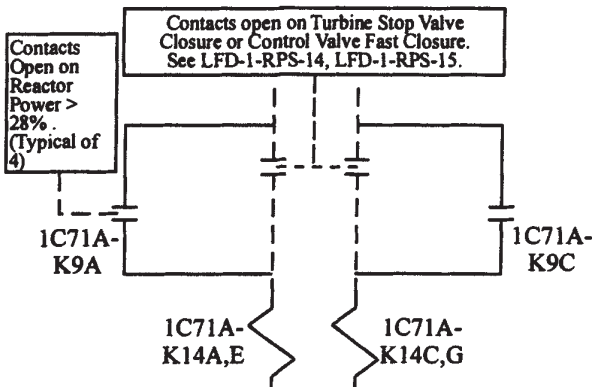 Contacts open on Turbine Stop Valve
Closure or Control Valve Fast Closure.
See LFD-1-RPS-14, LFD-1-RPS-15.
Contacts
Open on
Reactor
Power >
28% .
(Typical of
4)
1C71A-
K9A
1C71A-
K9C
1C71A-
K14A,E
1C71A-
K14C,G